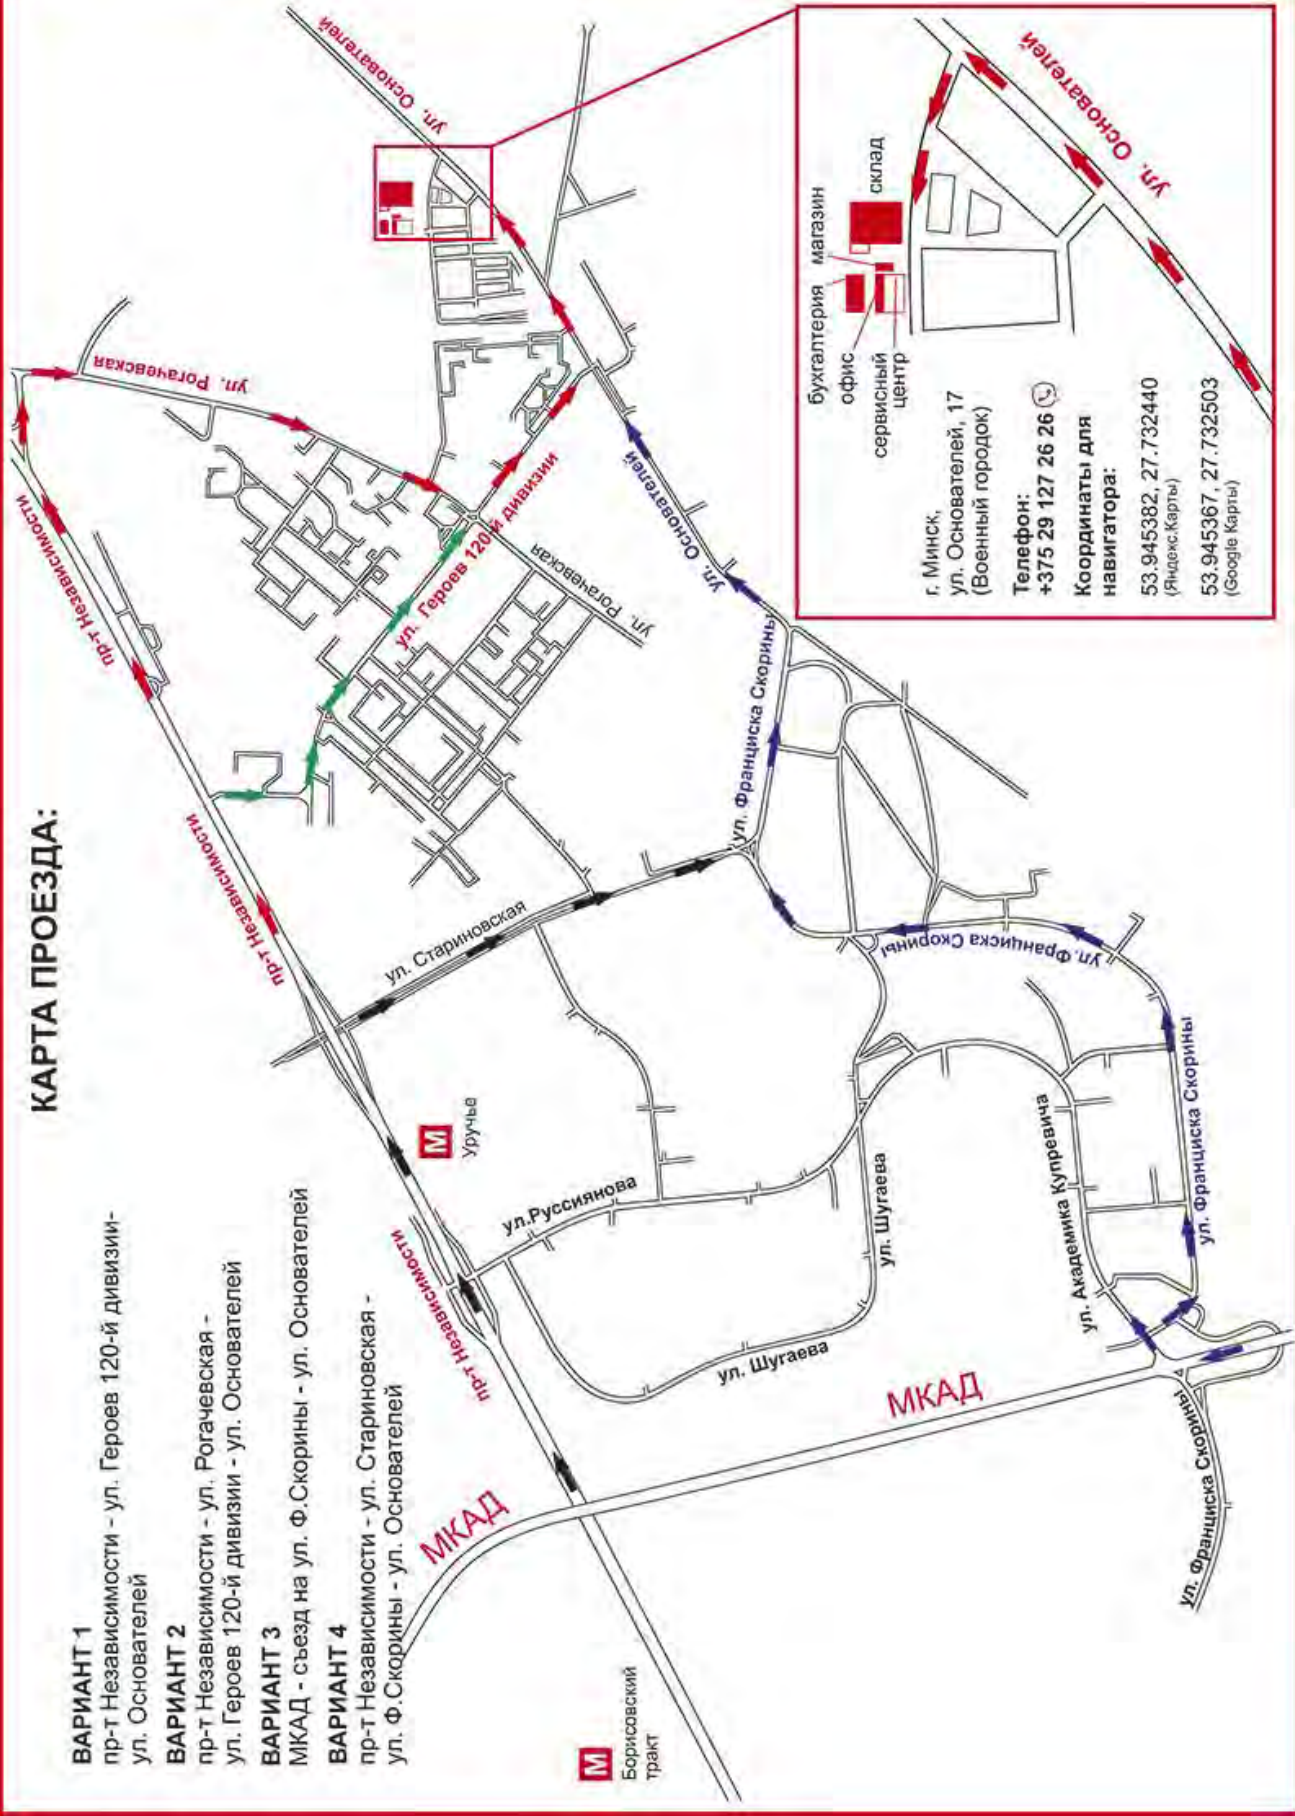 КАРТА ПРОЕЗДА:
ВАРИАНТ 1
пр-т Независимости - ул. Героев 120-й дивизии-
ул. Основателей
ВАРИАНТ 2
пр-т Независимости - ул. Рогачевская -
ул. Героев 120-й дивизии - ул. Основателей
ВАРИАНТ 3
МКАД - съезд на ул. Ф.Скорины - ул. Основателей
ВАРИАНТ 4
пр-т Независимости - ул. Стариновская -
ул. Ф.Скорины - ул. Основателей
М
Борисовский
тракт
МКАД
МКАД
пр-т Независимости
М
Уручье
пр-т Независимости
пр-т Независимости
ул. Рогачевская
ул. Героев 120-й дивизии
ул. Рогачевская
ул. Основателей
ул. Основателей
ул. Стариновская
ул. Франциска Скорины
ул. Франциска Скорины
ул. Франциска Скорины
ул. Франциска Скорины
ул.Руссиянова
ул. Шугаева
ул. Шугаева
ул. Академика Купревича
бухгалтерия
магазин
офис
склад
сервисный
центр
ул. Основателей
г. Минск,
ул. Основателей, 17
(Военный городок)
Телефон:
+375 29 127 26 26
Координаты для
навигатора:
53.945382, 27.732440
(Яндекс.Карты)
53.945367, 27.732503
(Google Карты)